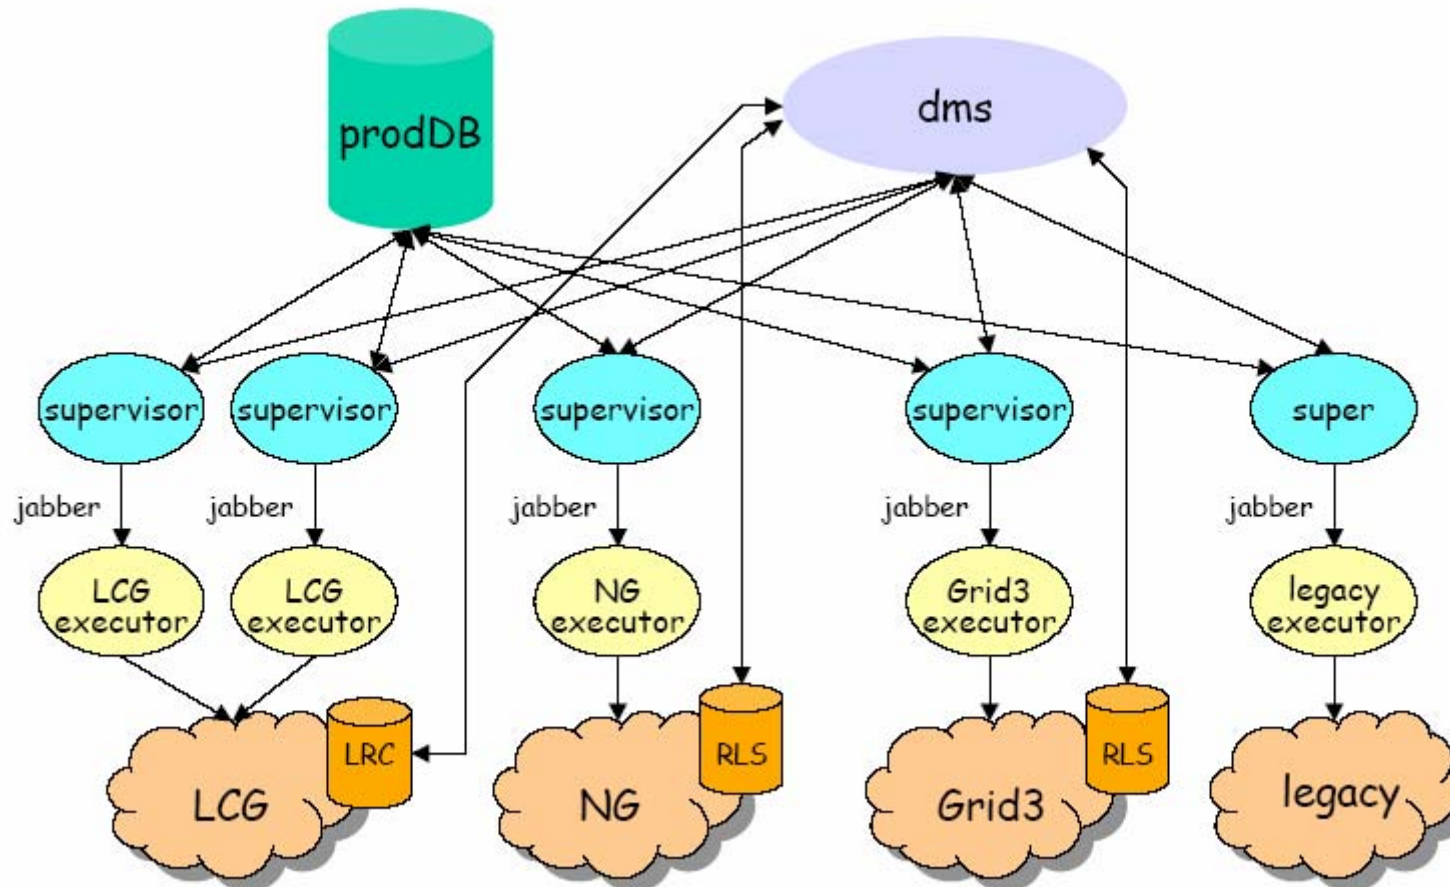 prodDB
dms
supervisor
supervisor
supervisor
supervisor
super
jabber
jabber
jabber
jabber
jabber
LCG
executor
LCG
executor
NG
executor
Grid3
executor
legacy
executor
LRC
RLS
RLS
LCG
NG
Grid3
legacy